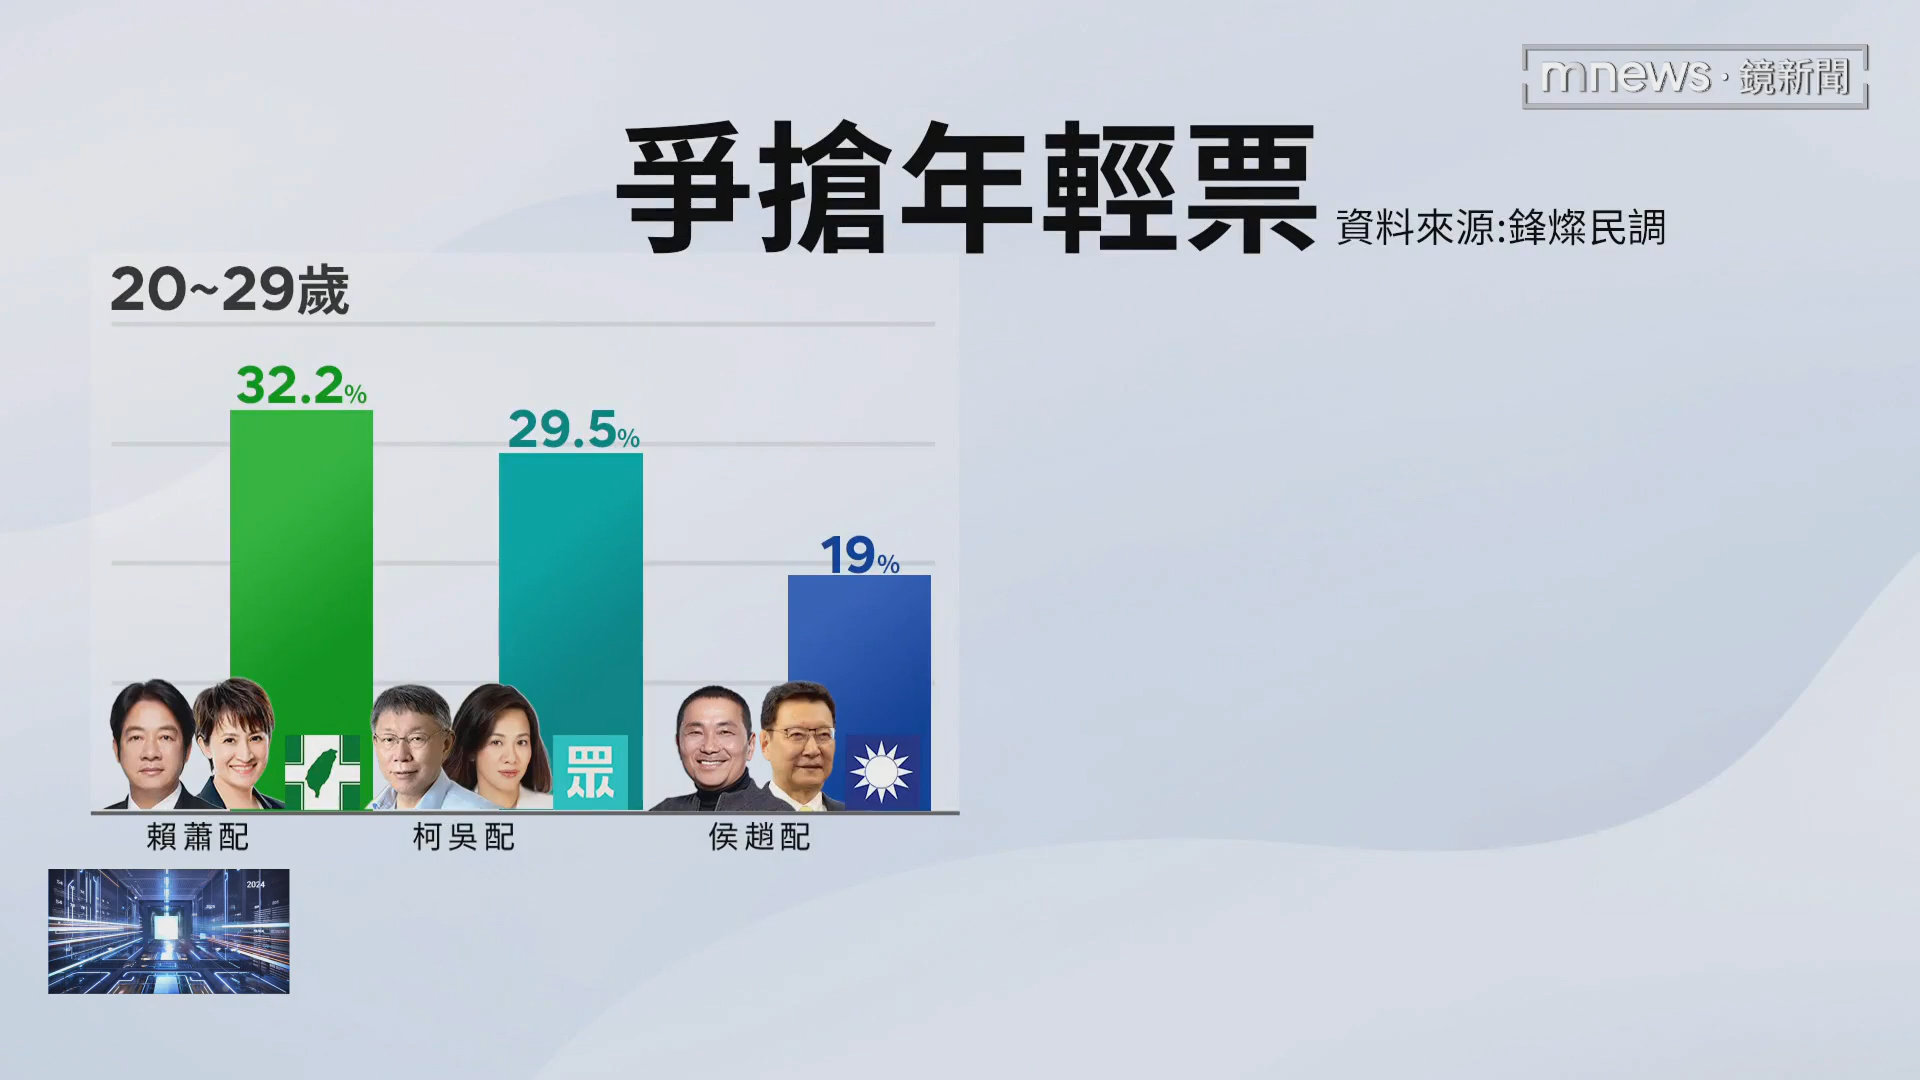 mnews·鏡新聞
爭搶年輕票
資料來源:鋒燦民調
20~29歲
32.2%
29.5%
19%
眾
賴蕭配
柯吳配
侯趙配
2024